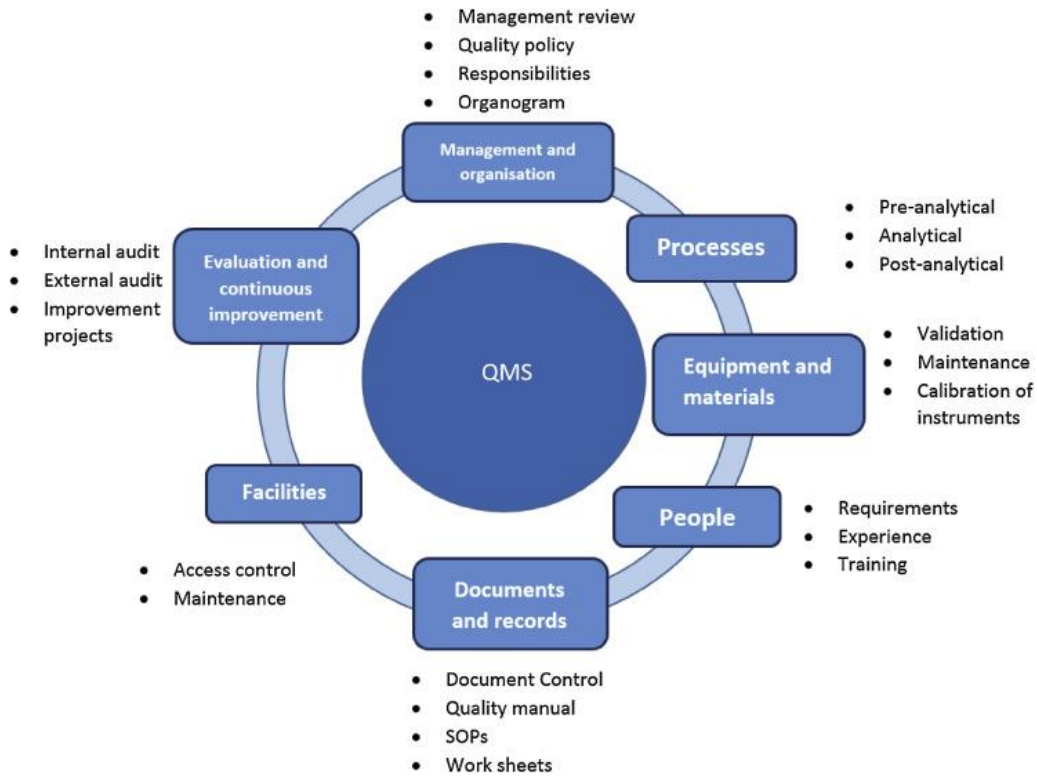 • Management review
• Quality policy
• Responsibilities
• Organogram
Management and
organisation
Processes
• Pre-analytical
• Analytical
• Post-analytical
Equipment and
materials
• Validation
• Maintenance
• Calibration of
instruments
People
• Requirements
• Experience
• Training
Documents
and records
• Document Control
• Quality manual
• SOPs
• Work sheets
Facilities
• Access control
• Maintenance
Evaluation and
continuous
improvement
• Internal audit
• External audit
• Improvement
projects
QMS